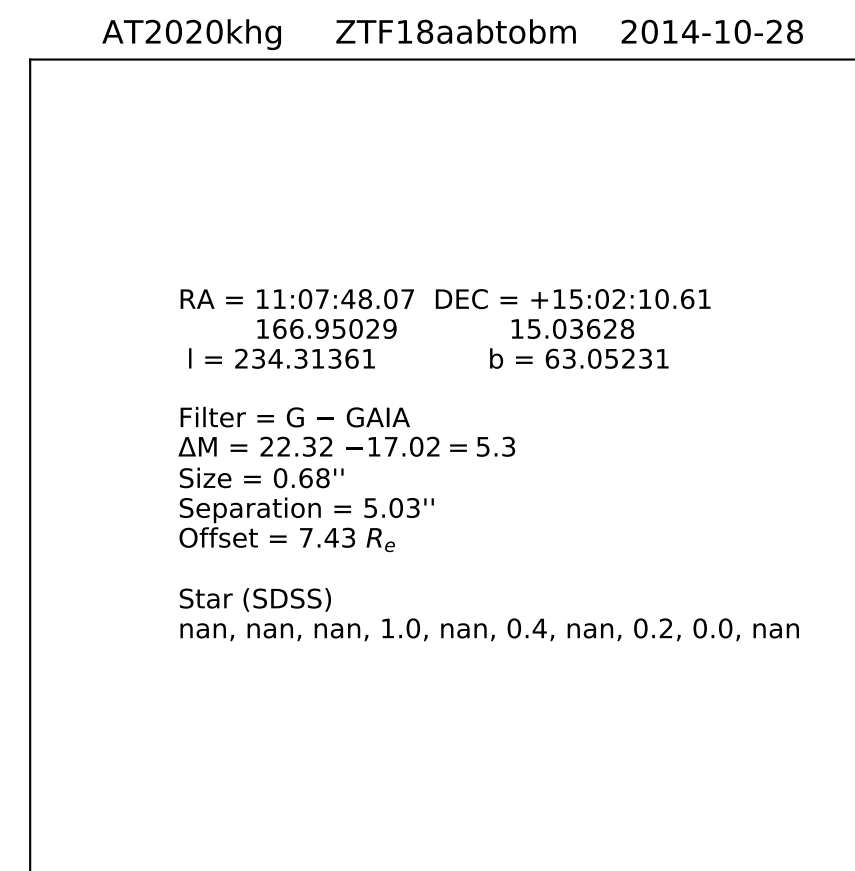 AT2020khg ZTF18aabtobm 2014-10-28
RA = 11:07:48.07 DEC = +15:02:10.61
166.95029 15.03628
l = 234.31361 b = 63.05231
Filter = G − GAIA
ΔM = 22.32 −17.02 = 5.3
Size = 0.68''
Separation = 5.03''
Offset = 7.43 Re
Star (SDSS)
nan, nan, nan, 1.0, nan, 0.4, nan, 0.2, 0.0, nan